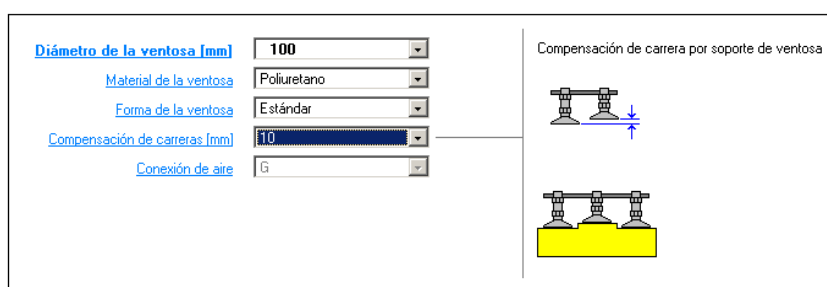 Diámetro de la ventosa [mm] 100
Material de la ventosa Poliuretano
Forma de la ventosa Estándar
Compensación de carreras [mm] 10
Conexión de aire G
Compensación de carrera por soporte de ventosa